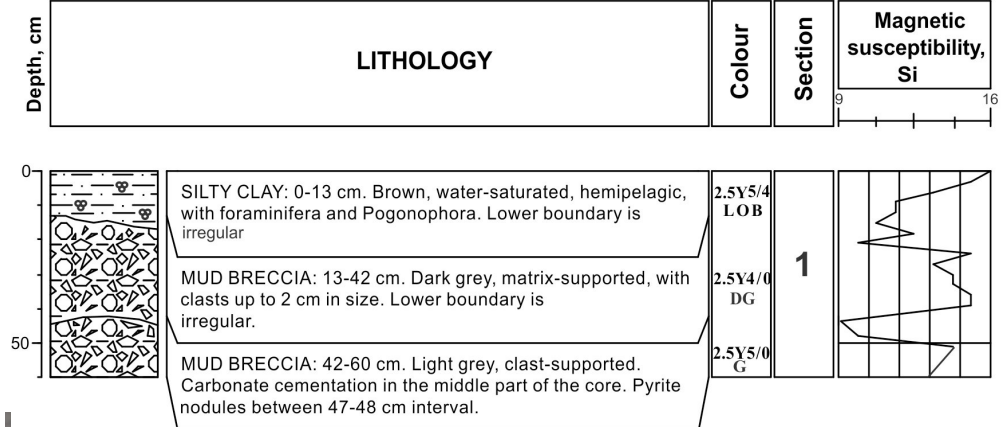 Depth, cm
LITHOLOGY
Colour
Section
Magnetic
susceptibility,
Si
9
16
0
50
SILTY CLAY: 0-13 cm. Brown, water-saturated, hemipelagic,
with foraminifera and Pogonophora. Lower boundary is
irregular
MUD BRECCIA: 13-42 cm. Dark grey, matrix-supported, with
clasts up to 2 cm in size. Lower boundary is
irregular.
MUD BRECCIA: 42-60 cm. Light grey, clast-supported.
Carbonate cementation in the middle part of the core. Pyrite
nodules between 47-48 cm interval.
2.5Y5/4
LOB
2.5Y4/0
DG
2.5Y5/0
G
1